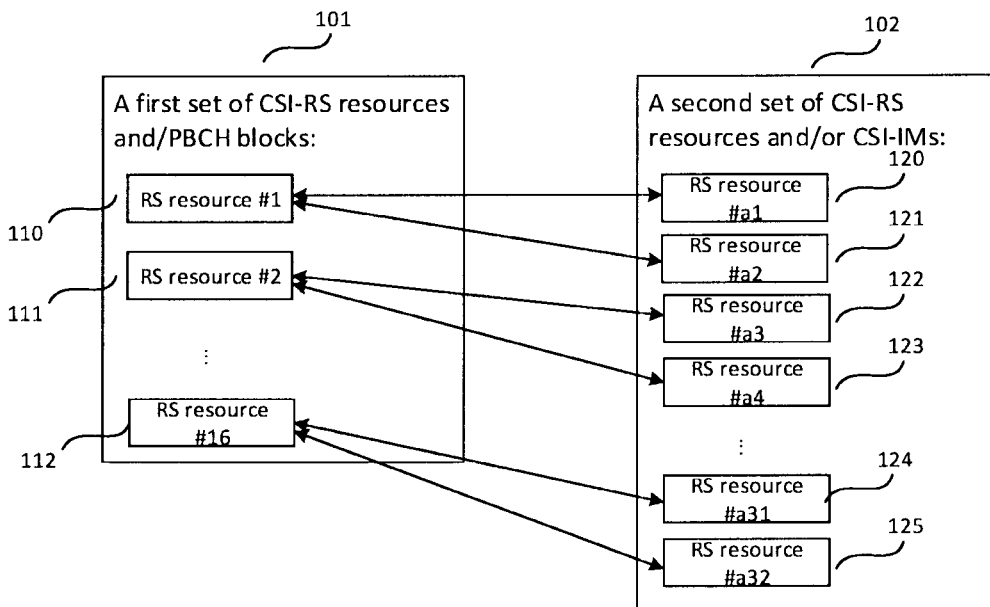 101
102
A first set of CSI-RS resources
and/PBCH blocks:
RS resource #1
110
RS resource #2
111
⋮
RS resource
#16
112
A second set of CSI-RS
resources and/or CSI-IMs:
RS resource
#a1
120
RS resource
#a2
121
RS resource
#a3
122
RS resource
#a4
123
⋮
RS resource
#a31
124
RS resource
#a32
125